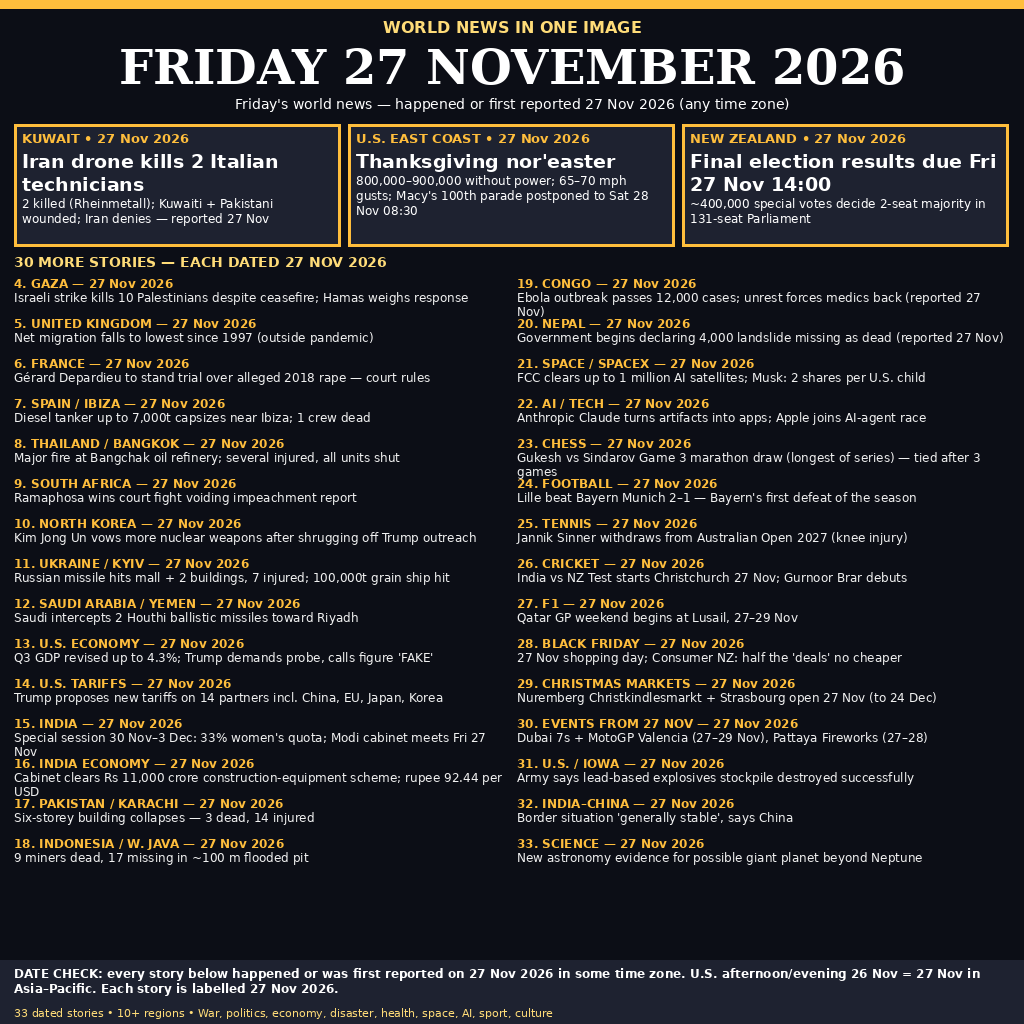 WORLD NEWS IN ONE IMAGE
FRIDAY 27 NOVEMBER 2026
Friday's world news — happened or first reported 27 Nov 2026 (any time zone)
KUWAIT • 27 Nov 2026
Iran drone kills 2 Italian
technicians
2 killed (Rheinmetall); Kuwaiti + Pakistani
wounded; Iran denies — reported 27 Nov
U.S. EAST COAST • 27 Nov 2026
Thanksgiving nor'easter
800,000–900,000 without power; 65–70 mph
gusts; Macy's 100th parade postponed to Sat 28
Nov 08:30
NEW ZEALAND • 27 Nov 2026
Final election results due Fri
27 Nov 14:00
~400,000 special votes decide 2-seat majority in
131-seat Parliament
30 MORE STORIES — EACH DATED 27 NOV 2026
4. GAZA — 27 Nov 2026
Israeli strike kills 10 Palestinians despite ceasefire; Hamas weighs response
5. UNITED KINGDOM — 27 Nov 2026
Net migration falls to lowest since 1997 (outside pandemic)
6. FRANCE — 27 Nov 2026
Gérard Depardieu to stand trial over alleged 2018 rape — court rules
7. SPAIN / IBIZA — 27 Nov 2026
Diesel tanker up to 7,000t capsizes near Ibiza; 1 crew dead
8. THAILAND / BANGKOK — 27 Nov 2026
Major fire at Bangchak oil refinery; several injured, all units shut
9. SOUTH AFRICA — 27 Nov 2026
Ramaphosa wins court fight voiding impeachment report
10. NORTH KOREA — 27 Nov 2026
Kim Jong Un vows more nuclear weapons after shrugging off Trump outreach
11. UKRAINE / KYIV — 27 Nov 2026
Russian missile hits mall + 2 buildings, 7 injured; 100,000t grain ship hit
12. SAUDI ARABIA / YEMEN — 27 Nov 2026
Saudi intercepts 2 Houthi ballistic missiles toward Riyadh
13. U.S. ECONOMY — 27 Nov 2026
Q3 GDP revised up to 4.3%; Trump demands probe, calls figure 'FAKE'
14. U.S. TARIFFS — 27 Nov 2026
Trump proposes new tariffs on 14 partners incl. China, EU, Japan, Korea
15. INDIA — 27 Nov 2026
Special session 30 Nov–3 Dec: 33% women's quota; Modi cabinet meets Fri 27
Nov
16. INDIA ECONOMY — 27 Nov 2026
Cabinet clears Rs 11,000 crore construction-equipment scheme; rupee 92.44 per
USD
17. PAKISTAN / KARACHI — 27 Nov 2026
Six-storey building collapses — 3 dead, 14 injured
18. INDONESIA / W. JAVA — 27 Nov 2026
9 miners dead, 17 missing in ~100 m flooded pit
19. CONGO — 27 Nov 2026
Ebola outbreak passes 12,000 cases; unrest forces medics back (reported 27
Nov)
20. NEPAL — 27 Nov 2026
Government begins declaring 4,000 landslide missing as dead (reported 27 Nov)
21. SPACE / SPACEX — 27 Nov 2026
FCC clears up to 1 million AI satellites; Musk: 2 shares per U.S. child
22. AI / TECH — 27 Nov 2026
Anthropic Claude turns artifacts into apps; Apple joins AI-agent race
23. CHESS — 27 Nov 2026
Gukesh vs Sindarov Game 3 marathon draw (longest of series) — tied after 3
games
24. FOOTBALL — 27 Nov 2026
Lille beat Bayern Munich 2–1 — Bayern's first defeat of the season
25. TENNIS — 27 Nov 2026
Jannik Sinner withdraws from Australian Open 2027 (knee injury)
26. CRICKET — 27 Nov 2026
India vs NZ Test starts Christchurch 27 Nov; Gurnoor Brar debuts
27. F1 — 27 Nov 2026
Qatar GP weekend begins at Lusail, 27–29 Nov
28. BLACK FRIDAY — 27 Nov 2026
27 Nov shopping day; Consumer NZ: half the 'deals' no cheaper
29. CHRISTMAS MARKETS — 27 Nov 2026
Nuremberg Christkindlesmarkt + Strasbourg open 27 Nov (to 24 Dec)
30. EVENTS FROM 27 NOV — 27 Nov 2026
Dubai 7s + MotoGP Valencia (27–29 Nov), Pattaya Fireworks (27–28)
31. U.S. / IOWA — 27 Nov 2026
Army says lead-based explosives stockpile destroyed successfully
32. INDIA–CHINA — 27 Nov 2026
Border situation 'generally stable', says China
33. SCIENCE — 27 Nov 2026
New astronomy evidence for possible giant planet beyond Neptune
DATE CHECK: every story below happened or was first reported on 27 Nov 2026 in some time zone. U.S. afternoon/evening 26 Nov = 27 Nov in
Asia–Pacific. Each story is labelled 27 Nov 2026.
33 dated stories • 10+ regions • War, politics, economy, disaster, health, space, AI, sport, culture